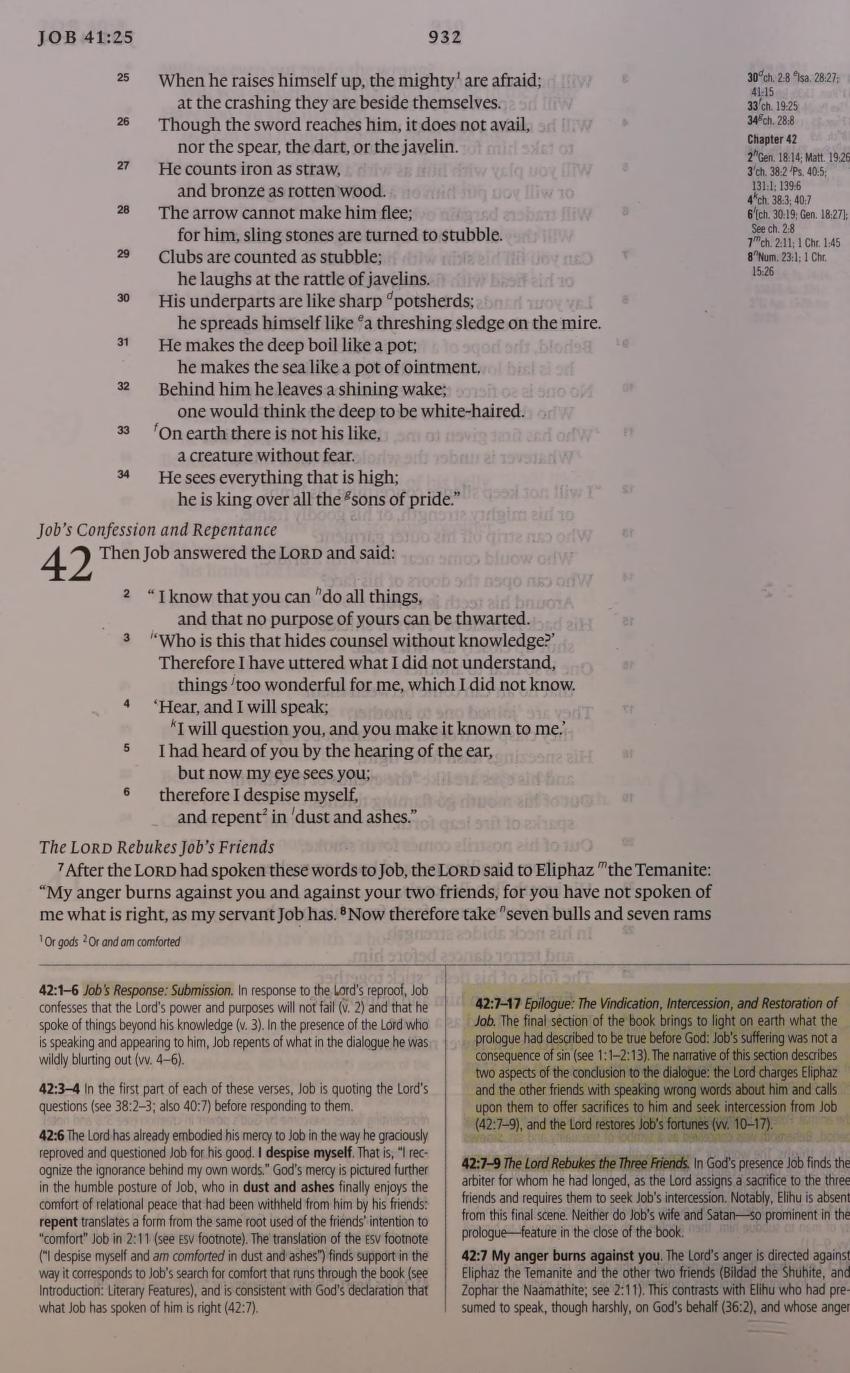 JOB 41:25
932
25 When he raises himself up, the mighty¹ are afraid;
at the crashing they are beside themselves.
26 Though the sword reaches him, it does not avail,
nor the spear, the dart, or the javelin.
27 He counts iron as straw,
and bronze as rotten wood.
28 The arrow cannot make him flee;
for him, sling stones are turned to stubble.
29 Clubs are counted as stubble;
he laughs at the rattle of javelins.
30 His underparts are like sharp ᵈpotsherds;
he spreads himself like ᵉa threshing sledge on the mire.
31 He makes the deep boil like a pot;
he makes the sea like a pot of ointment.
32 Behind him he leaves a shining wake;
one would think the deep to be white-haired.
33 ᶠOn earth there is not his like,
a creature without fear.
34 He sees everything that is high;
he is king over all the ᵍsons of pride.”
Job’s Confession and Repentance
42 Then Job answered the LORD and said:
2 “I know that you can ʰdo all things,
and that no purpose of yours can be thwarted.
3 ⁱ‘Who is this that hides counsel without knowledge?’
Therefore I have uttered what I did not understand,
things ʲtoo wonderful for me, which I did not know.
4 ‘Hear, and I will speak;
ᵏI will question you, and you make it known to me.’
5 I had heard of you by the hearing of the ear,
but now my eye sees you;
6 therefore I despise myself,
and repent² in ˡdust and ashes.”
The LORD Rebukes Job’s Friends
⁷After the LORD had spoken these words to Job, the LORD said to Eliphaz ᵐthe Temanite:
“My anger burns against you and against your two friends, for you have not spoken of
me what is right, as my servant Job has. ⁸Now therefore take ⁿseven bulls and seven rams
¹Or gods ²Or and am comforted
30ᵈch. 2:8 ᵉIsa. 28:27;
41:15
33ᶠch. 19:25
34ᵍch. 28:8
Chapter 42
2ʰGen. 18:14; Matt. 19:26
3ⁱch. 38:2 ʲPs. 40:5;
131:1; 139:6
4ᵏch. 38:3; 40:7
6ˡ[ch. 30:19; Gen. 18:27];
See ch. 2:8
7ᵐch. 2:11; 1 Chr. 1:45
8ⁿNum. 23:1; 1 Chr.
15:26
42:1–6 Job’s Response: Submission. In response to the Lord’s reproof, Job
confesses that the Lord’s power and purposes will not fail (v. 2) and that he
spoke of things beyond his knowledge (v. 3). In the presence of the Lord who
is speaking and appearing to him, Job repents of what in the dialogue he was
wildly blurting out (vv. 4–6).
42:3–4 In the first part of each of these verses, Job is quoting the Lord’s
questions (see 38:2–3; also 40:7) before responding to them.
42:6 The Lord has already embodied his mercy to Job in the way he graciously
reproved and questioned Job for his good. I despise myself. That is, “I rec-
ognize the ignorance behind my own words.” God’s mercy is pictured further
in the humble posture of Job, who in dust and ashes finally enjoys the
comfort of relational peace that had been withheld from him by his friends:
repent translates a form from the same root used of the friends’ intention to
“comfort” Job in 2:11 (see ESV footnote). The translation of the ESV footnote
(“I despise myself and am comforted in dust and ashes”) finds support in the
way it corresponds to Job’s search for comfort that runs through the book (see
Introduction: Literary Features), and is consistent with God’s declaration that
what Job has spoken of him is right (42:7).
42:7–17 Epilogue: The Vindication, Intercession, and Restoration of
Job. The final section of the book brings to light on earth what the
prologue had described to be true before God: Job’s suffering was not a
consequence of sin (see 1:1–2:13). The narrative of this section describes
two aspects of the conclusion to the dialogue: the Lord charges Eliphaz
and the other friends with speaking wrong words about him and calls
upon them to offer sacrifices to him and seek intercession from Job
(42:7–9), and the Lord restores Job’s fortunes (vv. 10–17).
42:7–9 The Lord Rebukes the Three Friends. In God’s presence Job finds the
arbiter for whom he had longed, as the Lord assigns a sacrifice to the three
friends and requires them to seek Job’s intercession. Notably, Elihu is absent
from this final scene. Neither do Job’s wife and Satan—so prominent in the
prologue—feature in the close of the book.
42:7 My anger burns against you. The Lord’s anger is directed against
Eliphaz the Temanite and the other two friends (Bildad the Shuhite, and
Zophar the Naamathite; see 2:11). This contrasts with Elihu who had pre-
sumed to speak, though harshly, on God’s behalf (36:2), and whose anger